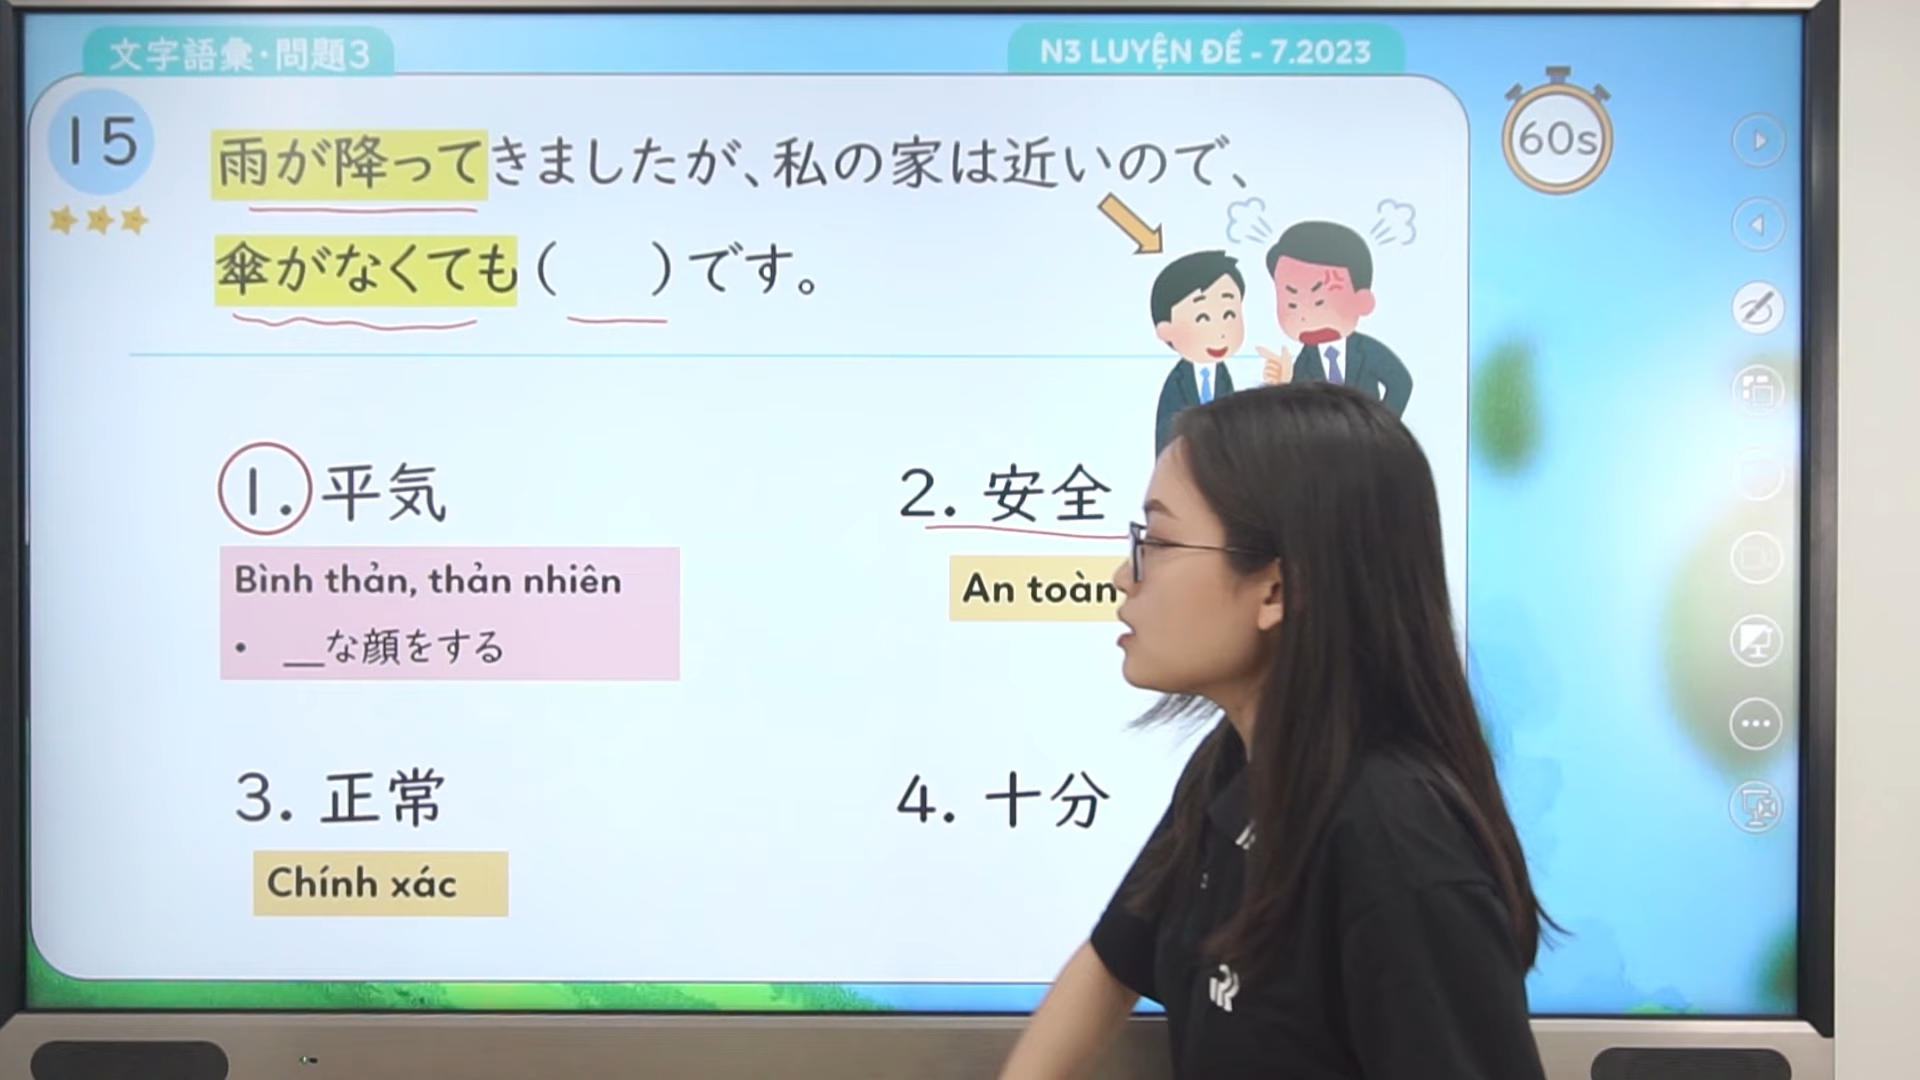 文字語彙・問題3
N3 LUYỆN ĐỀ - 7.2023
15
60s
雨が降ってきましたが、私の家は近いので、
傘がなくても(　　)です。
1. 平気
Bình thản, thản nhiên
• __な顔をする
2. 安全
An toàn
3. 正常
Chính xác
4. 十分